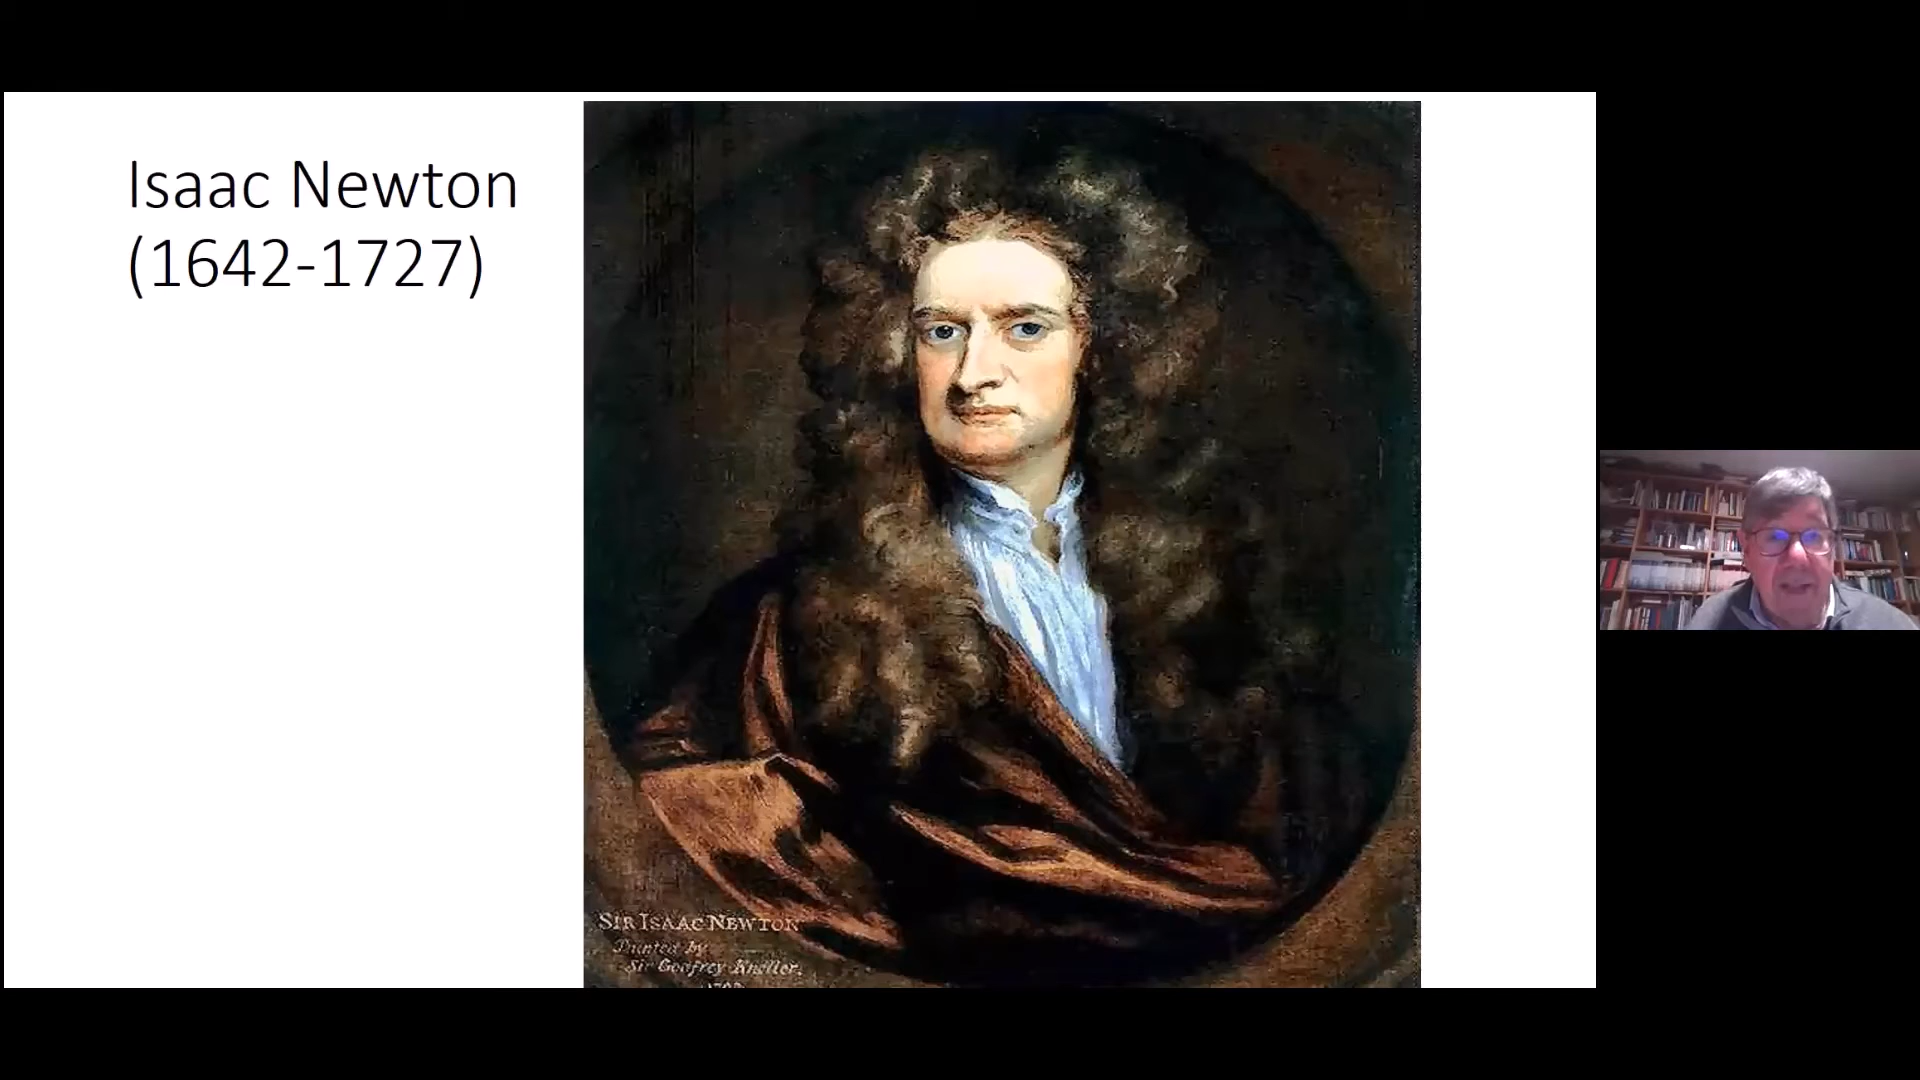 Isaac Newton
(1642-1727)
SIR ISAAC NEWTON
Painted by
Sir Godfrey Kneller.